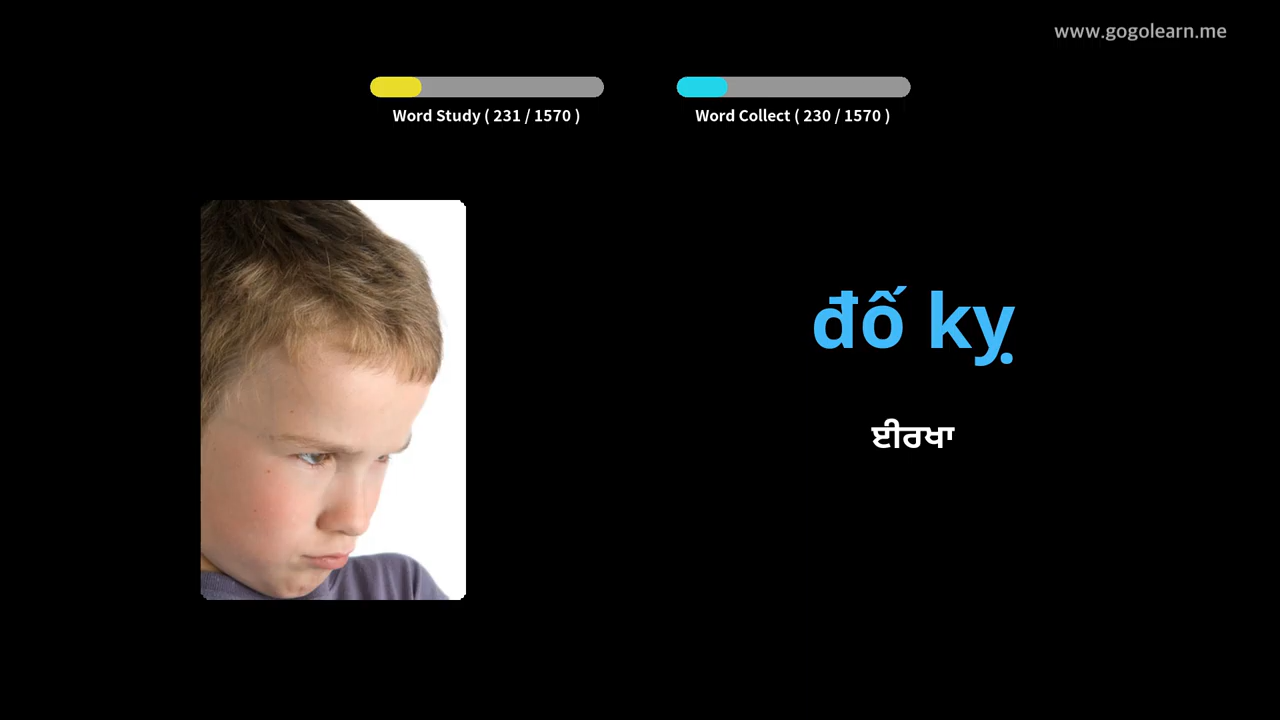 www.gogolearn.me
Word Study ( 231 / 1570 )
Word Collect ( 230 / 1570 )
đố kỵ
ਈਰਖਾ